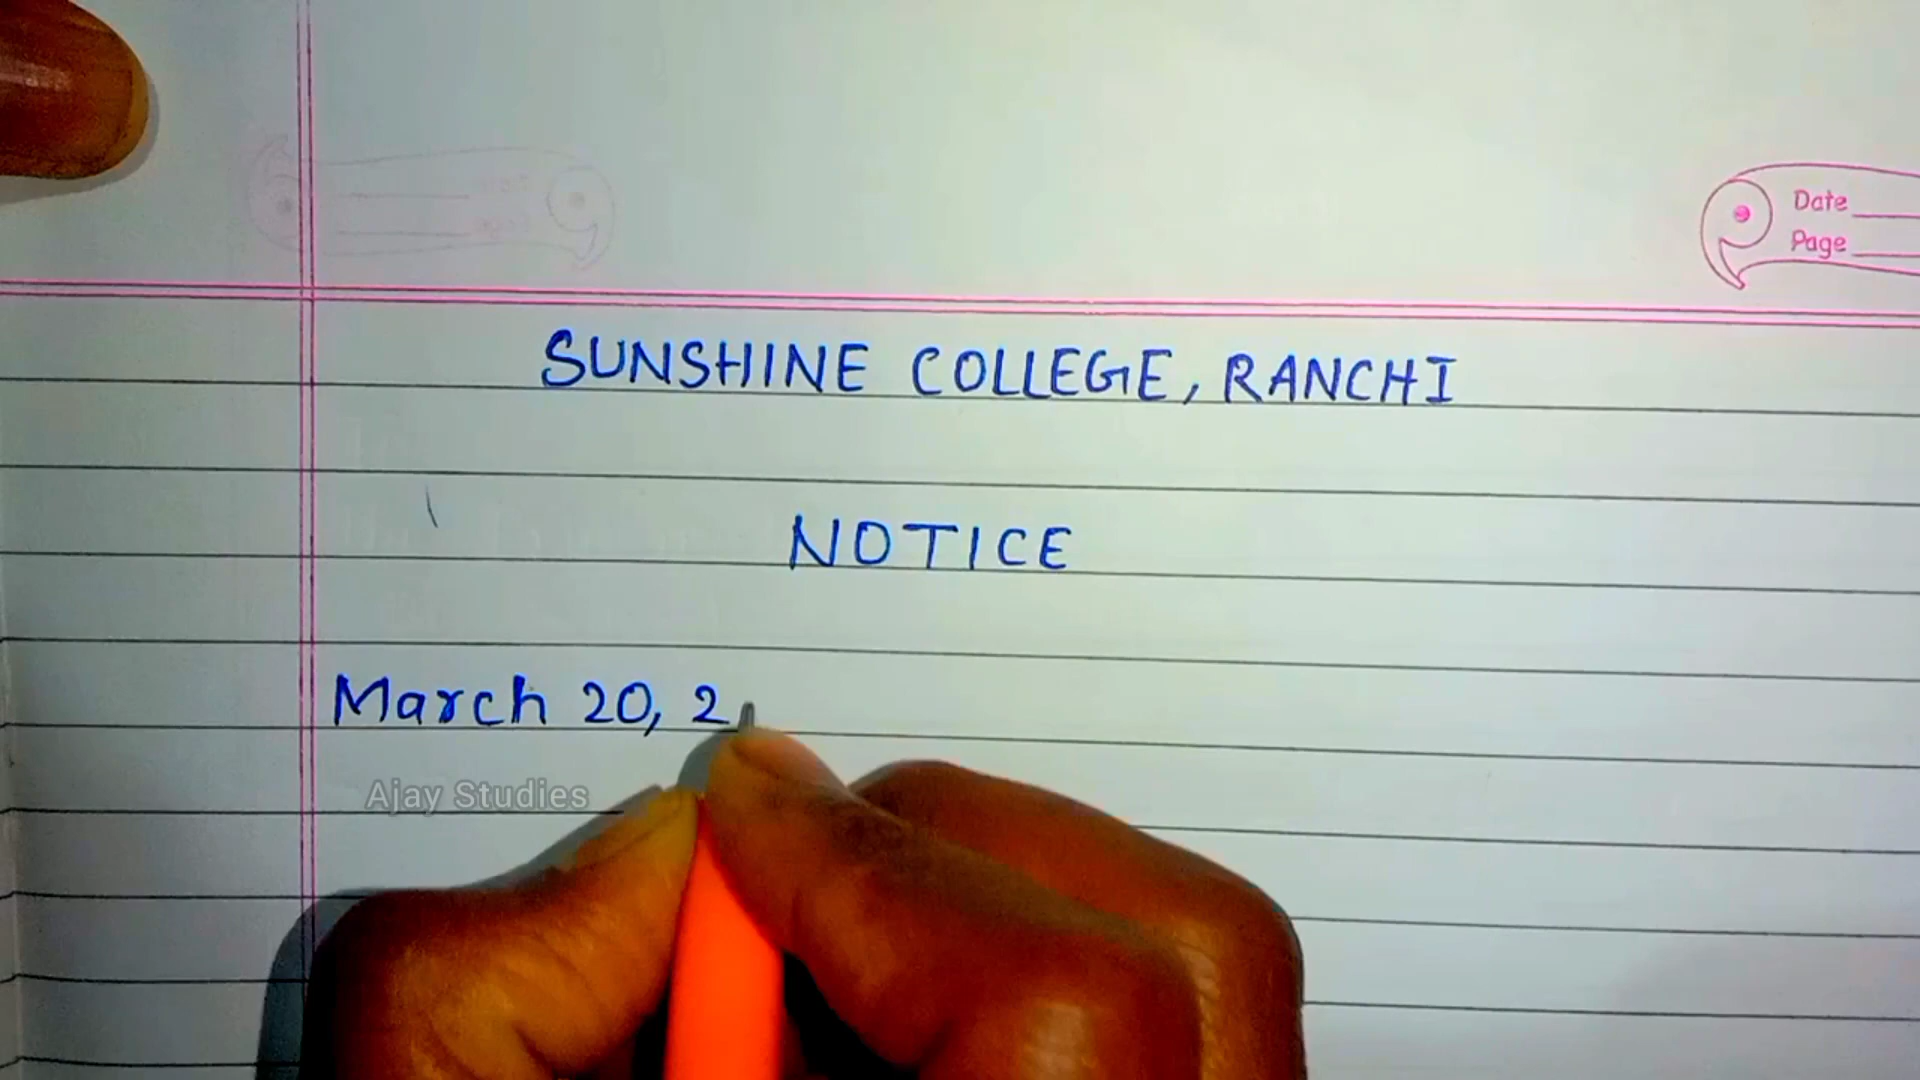 Date
Page
SUNSHINE COLLEGE, RANCHI
NOTICE
March 20, 2
Ajay Studies